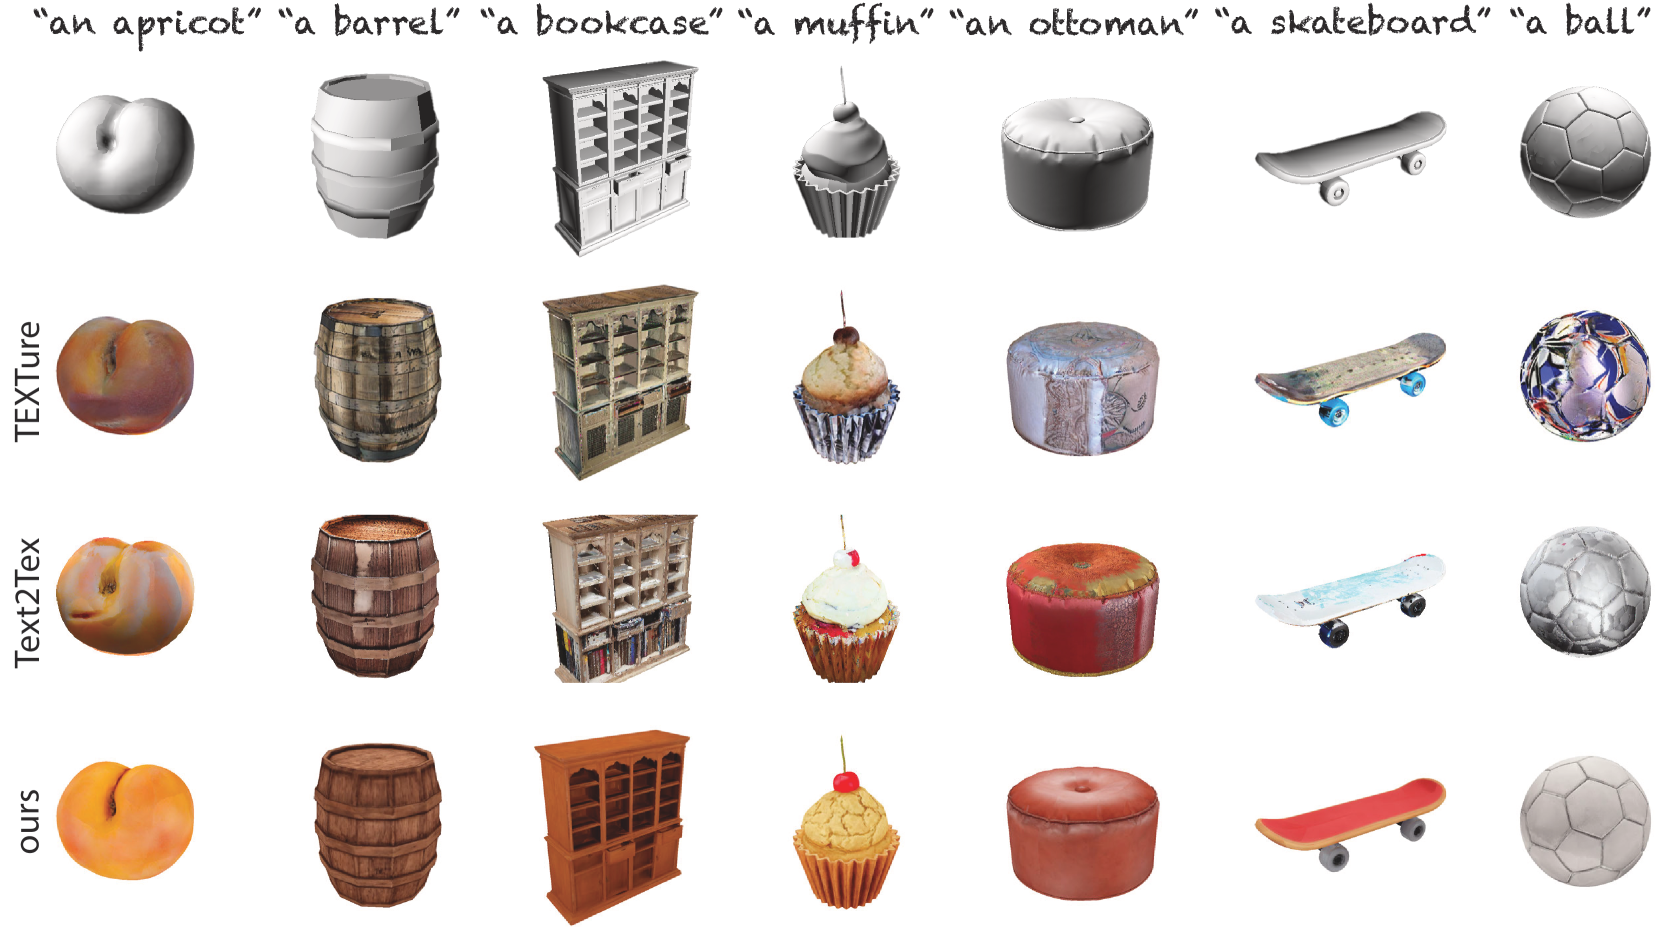 “an apricot” “a barrel” “a bookcase” “a muffin” “an ottoman” “a skateboard” “a ball”
TEXTure
Text2Tex
ours